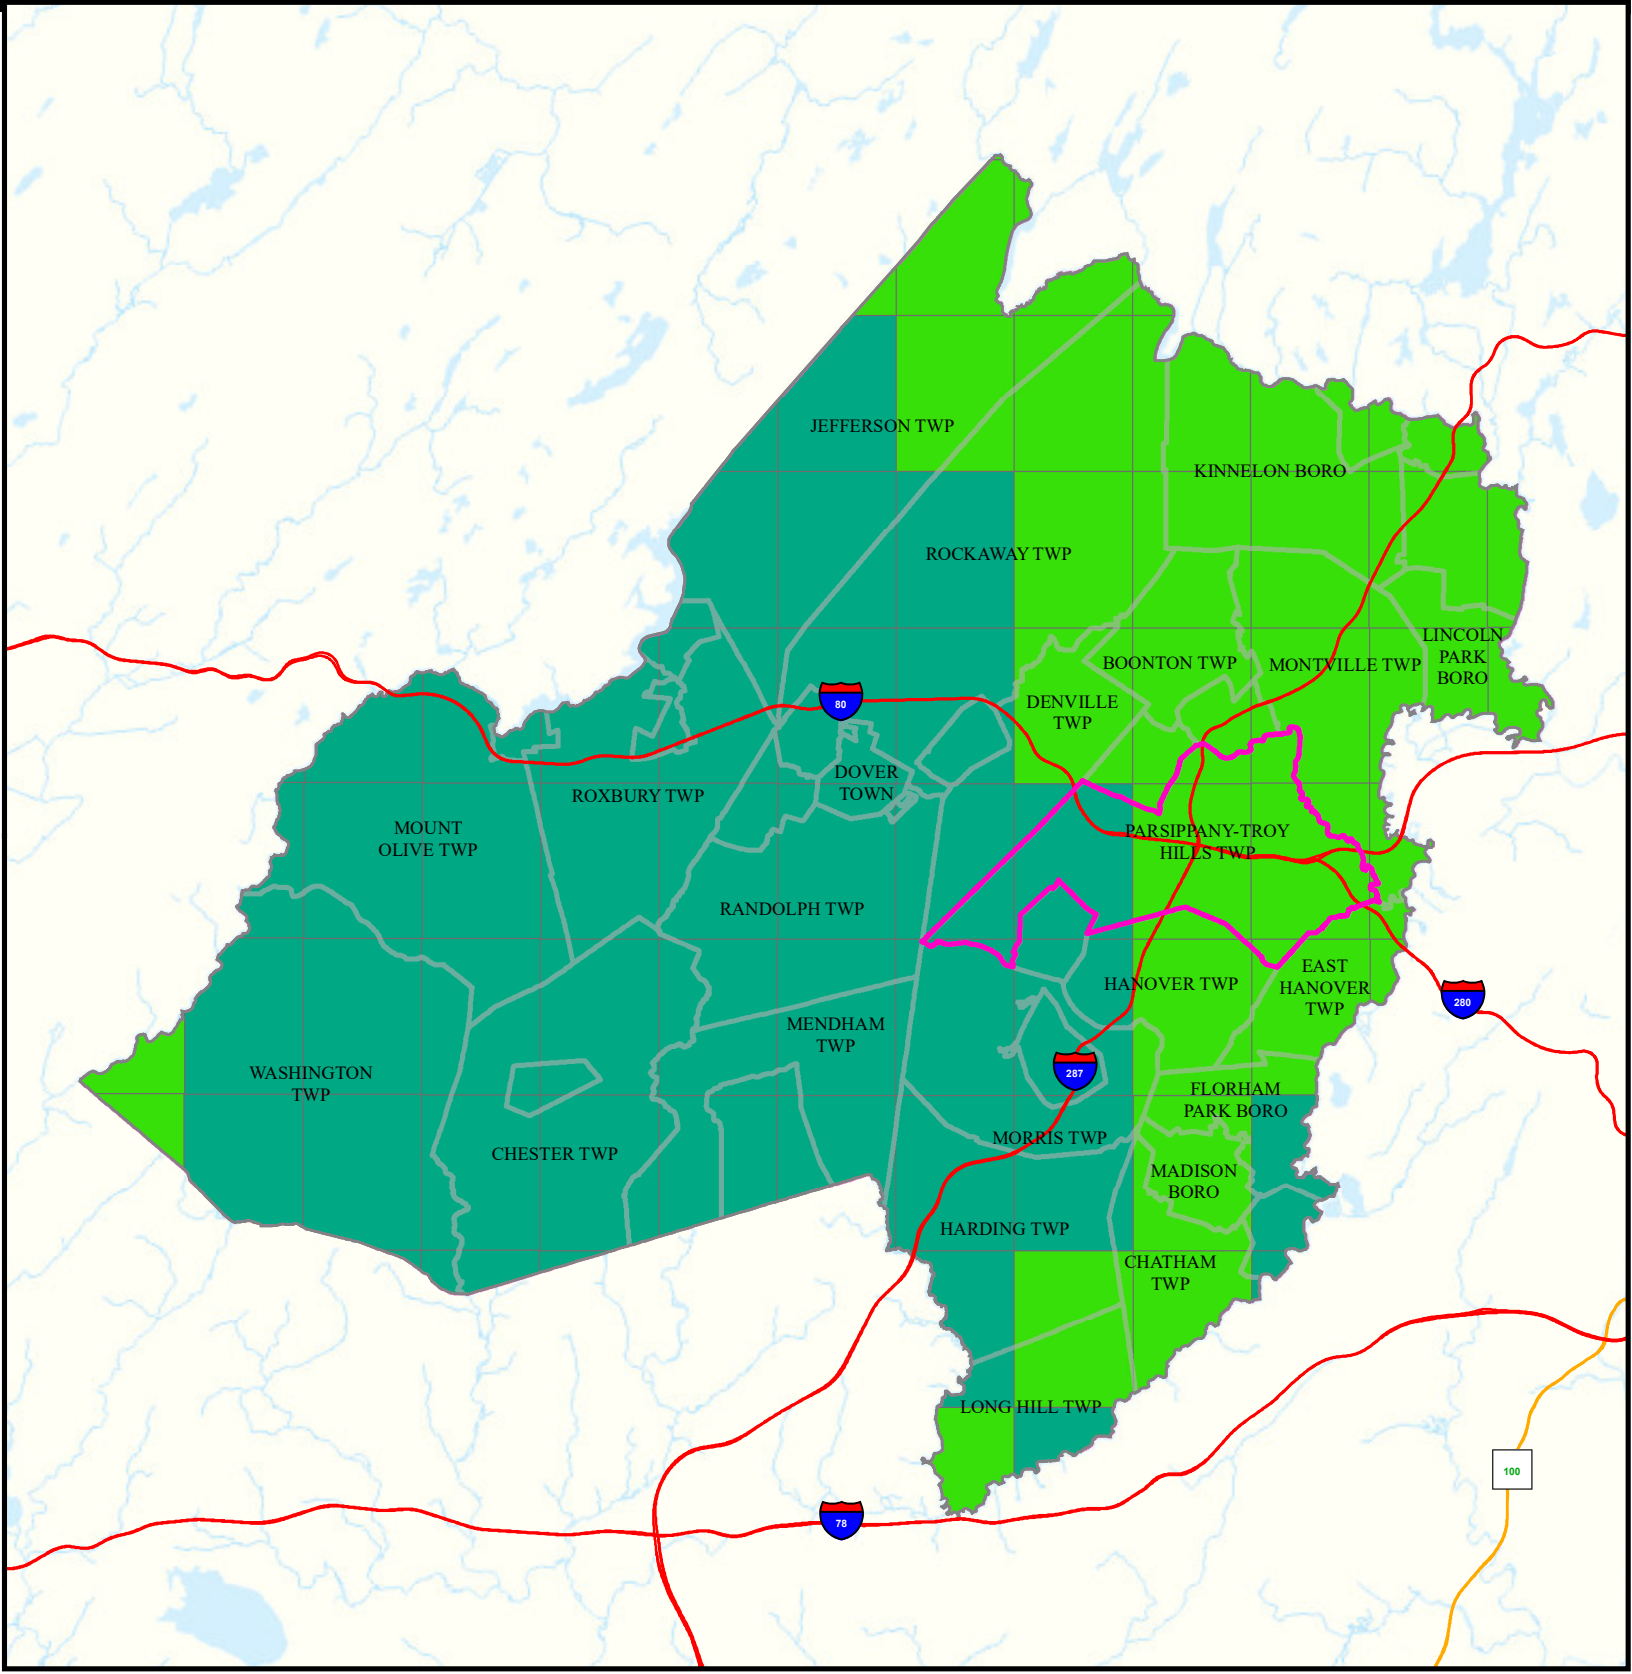 JEFFERSON TWP
KINNELON BORO
ROCKAWAY TWP
LINCOLN
PARK
BORO
BOONTON TWP
MONTVILLE TWP
DENVILLE
TWP
80
DOVER
TOWN
ROXBURY TWP
MOUNT
OLIVE TWP
PARSIPPANY-TROY
HILLS TWP
RANDOLPH TWP
EAST
HANOVER
TWP
HANOVER TWP
280
MENDHAM
TWP
WASHINGTON
TWP
287
FLORHAM
PARK BORO
MORRIS TWP
CHESTER TWP
MADISON
BORO
HARDING TWP
CHATHAM
TWP
LONG HILL TWP
100
78